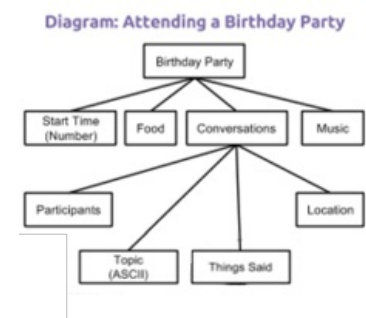 Diagram: Attending a Birthday Party
Birthday Party
Start Time
(Number)
Food
Conversations
Music
Participants
Location
Topic
(ASCII)
Things Said